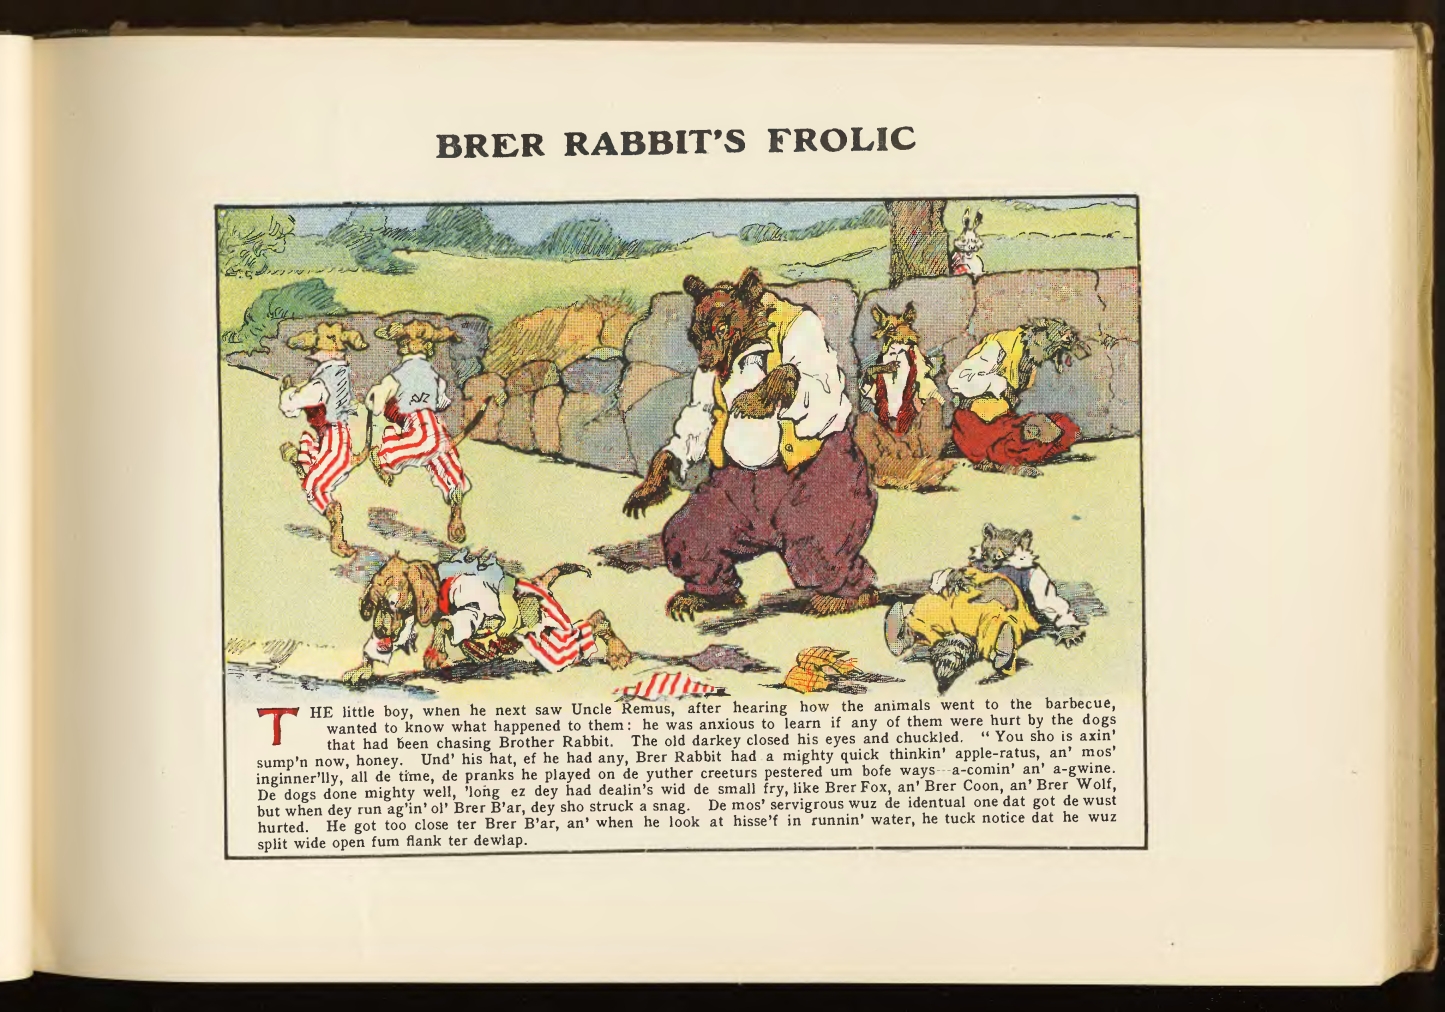 BRER RABBIT'S FROLIC
THE little boy, when he next saw Uncle Remus, after hearing how the animals went to the barbecue,
wanted to know what happened to them: he was anxious to learn if any of them were hurt by the dogs
that had been chasing Brother Rabbit. The old darkey closed his eyes and chuckled. "You sho is axin'
sump'n now, honey. Und' his hat, ef he had any, Brer Rabbit had a mighty quick thinkin' apple-ratus, an' mos'
inginner'lly, all de time, de pranks he played on de yuther creeturs pestered um bofe ways--a-comin' an' a-gwine.
De dogs done mighty well, 'long ez dey had dealin's wid de small fry, like Brer Fox, an' Brer Coon, an' Brer Wolf,
but when dey run ag'in' ol' Brer B'ar, dey sho struck a snag. De mos' servigrous wuz de identual one dat got de wust
hurted. He got too close ter Brer B'ar, an' when he look at hisse'f in runnin' water, he tuck notice dat he wuz
split wide open fum flank ter dewlap.